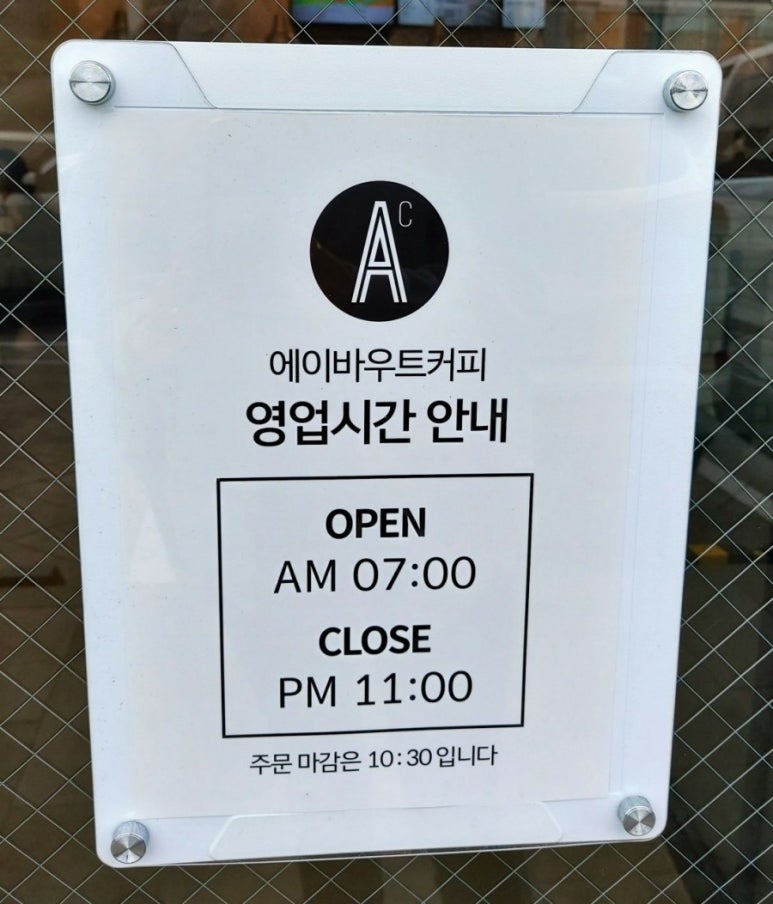 AC
에이바우트커피
영업시간 안내
OPEN
AM 07:00
CLOSE
PM 11:00
주문 마감은 10:30 입니다